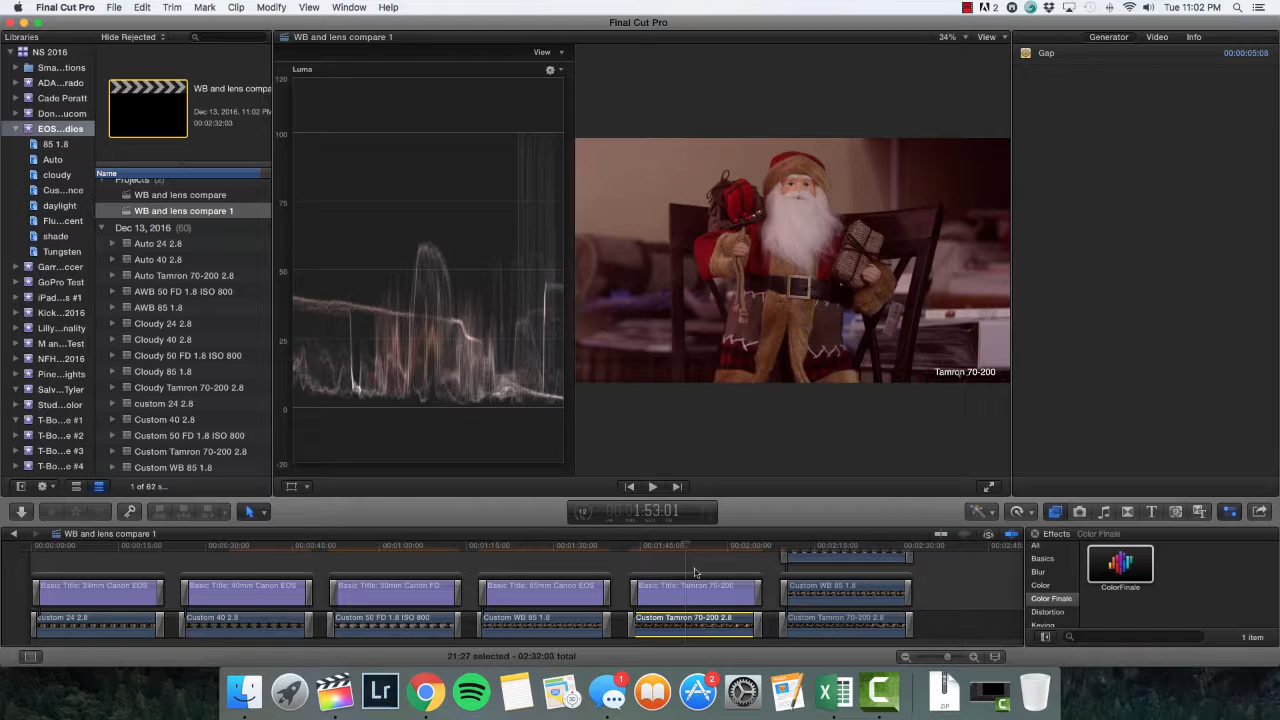 Final Cut Pro File Edit Trim Mark Clip Modify View Window Help
2 Tue 11:02 PM
Final Cut Pro
Libraries Hide Rejected
WB and lens compare 1 34% View
Generator Video Info
NS 2016
Sma...tions
ADA...rado
Cade Peratt
Don...ucom
EOS...dios
85 1.8
Auto
cloudy
Cus...nce
daylight
Flu...cent
shade
Tungsten
Garr...ccer
GoPro Test
iPad...s #1
Kick...2016
Lilly...nality
M an...Test
NFH...2016
Pine...ights
Salv...Tyler
Stud...olor
T-Bo...e #1
T-Bo...e #2
T-Bo...e #3
T-Bo...e #4
WB and lens compa
Dec 13, 2016, 11:02 PM
00:02:32:03
Name
Projects (2)
WB and lens compare
WB and lens compare 1
Dec 13, 2016 (60)
Auto 24 2.8
Auto 40 2.8
Auto Tamron 70-200 2.8
AWB 50 FD 1.8 ISO 800
AWB 85 1.8
Cloudy 24 2.8
Cloudy 40 2.8
Cloudy 50 FD 1.8 ISO 800
Cloudy 85 1.8
Cloudy Tamron 70-200 2.8
custom 24 2.8
Custom 40 2.8
Custom 50 FD 1.8 ISO 800
Custom Tamron 70-200 2.8
Custom WB 85 1.8
1 of 62 s...
View
Luma
120
100
75
50
25
0
-20
Tamron 70-200
Gap 00:00:05:08
12 1:53:01
WB and lens compare 1
00:00:00:00 00:00:15:00 00:00:30:00 00:00:45:00 00:01:00:00 00:01:15:00 00:01:30:00 00:01:45:00 00:02:00:00 00:02:15:00 00:02:30:00 00:02:45
Basic Title: 24mm Canon EOS Basic Title: 40mm Canon EOS Basic Title: 50mm Canon FD Basic Title: 85mm Canon EOS Basic Title: Tamron 70-200 Custom WB 85 1.8
custom 24 2.8 Custom 40 2.8 Custom 50 FD 1.8 ISO 800 Custom WB 85 1.8 Custom Tamron 70-200 2.8 Custom Tamron 70-200 2.8
21:27 selected - 02:32:03 total
Effects Color Finale
All
Basics
Blur
Color
Color Finale
Distortion
Keying
ColorFinale
1 item
Lr
1
2
ZIP